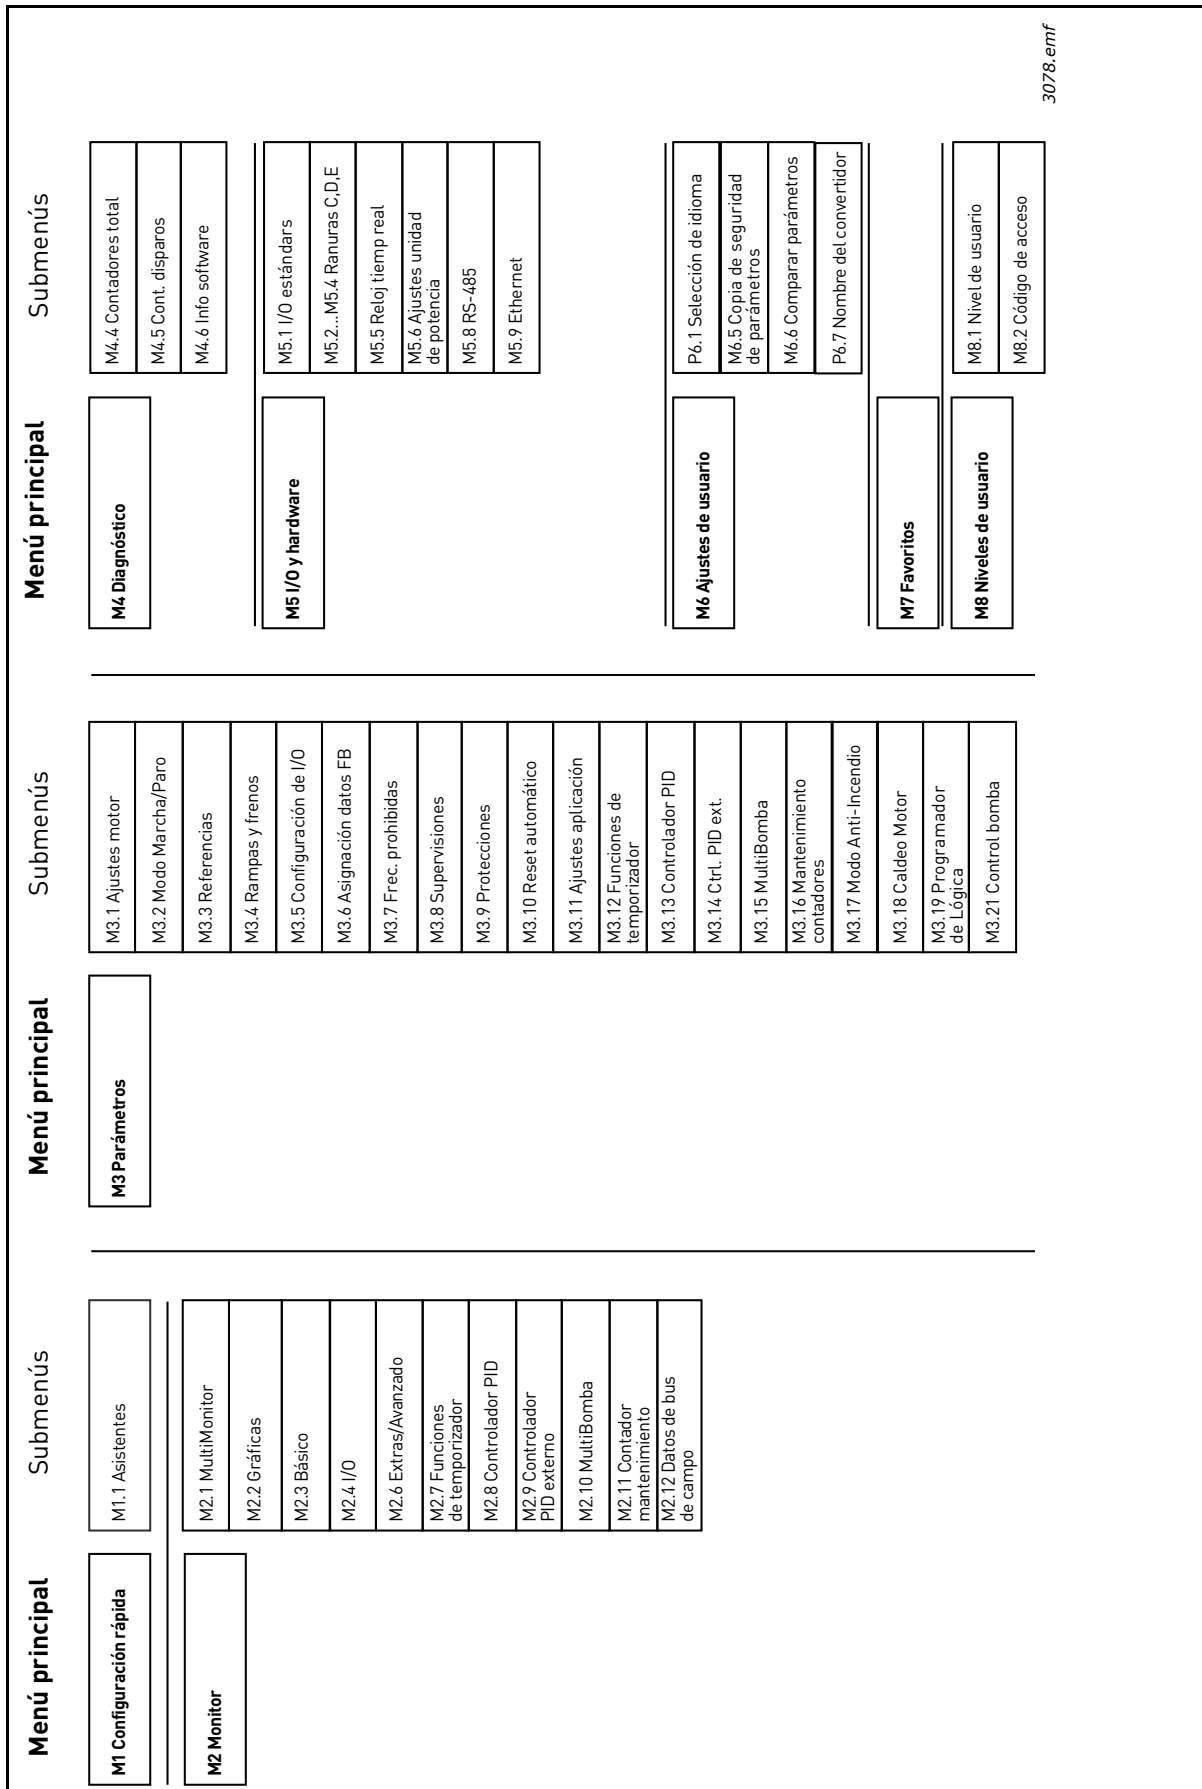 Menú principal
Submenús
M1 Configuración rápida
M1.1 Asistentes
M2 Monitor
M2.1 MultiMonitor
M2.2 Gráficas
M2.3 Básico
M2.4 I/O
M2.6 Extras/Avanzado
M2.7 Funciones
de temporizador
M2.8 Controlador PID
M2.9 Controlador
PID externo
M2.10 MultiBomba
M2.11 Contador
mantenimiento
M2.12 Datos de bus
de campo
Menú principal
Submenús
M3 Parámetros
M3.1 Ajustes motor
M3.2 Modo Marcha/Paro
M3.3 Referencias
M3.4 Rampas y frenos
M3.5 Configuración de I/O
M3.6 Asignación datos FB
M3.7 Frec. prohibidas
M3.8 Supervisiones
M3.9 Protecciones
M3.10 Reset automático
M3.11 Ajustes aplicación
M3.12 Funciones de
temporizador
M3.13 Controlador PID
M3.14 Ctrl. PID ext.
M3.15 MultiBomba
M3.16 Mantenimiento
contadores
M3.17 Modo Anti-Incendio
M3.18 Caldeo Motor
M3.19 Programador
de Lógica
M3.21 Control bomba
Menú principal
Submenús
M4 Diagnóstico
M4.4 Contadores total
M4.5 Cont. disparos
M4.6 Info software
M5 I/O y hardware
M5.1 I/O estándars
M5.2...M5.4 Ranuras C,D,E
M5.5 Reloj tiemp real
M5.6 Ajustes unidad
de potencia
M5.8 RS-485
M5.9 Ethernet
M6 Ajustes de usuario
P6.1 Selección de idioma
M6.5 Copia de seguridad
de parámetros
M6.6 Comparar parámetros
P6.7 Nombre del convertidor
M7 Favoritos
M8 Niveles de usuario
M8.1 Nivel de usuario
M8.2 Código de acceso
3078.emf